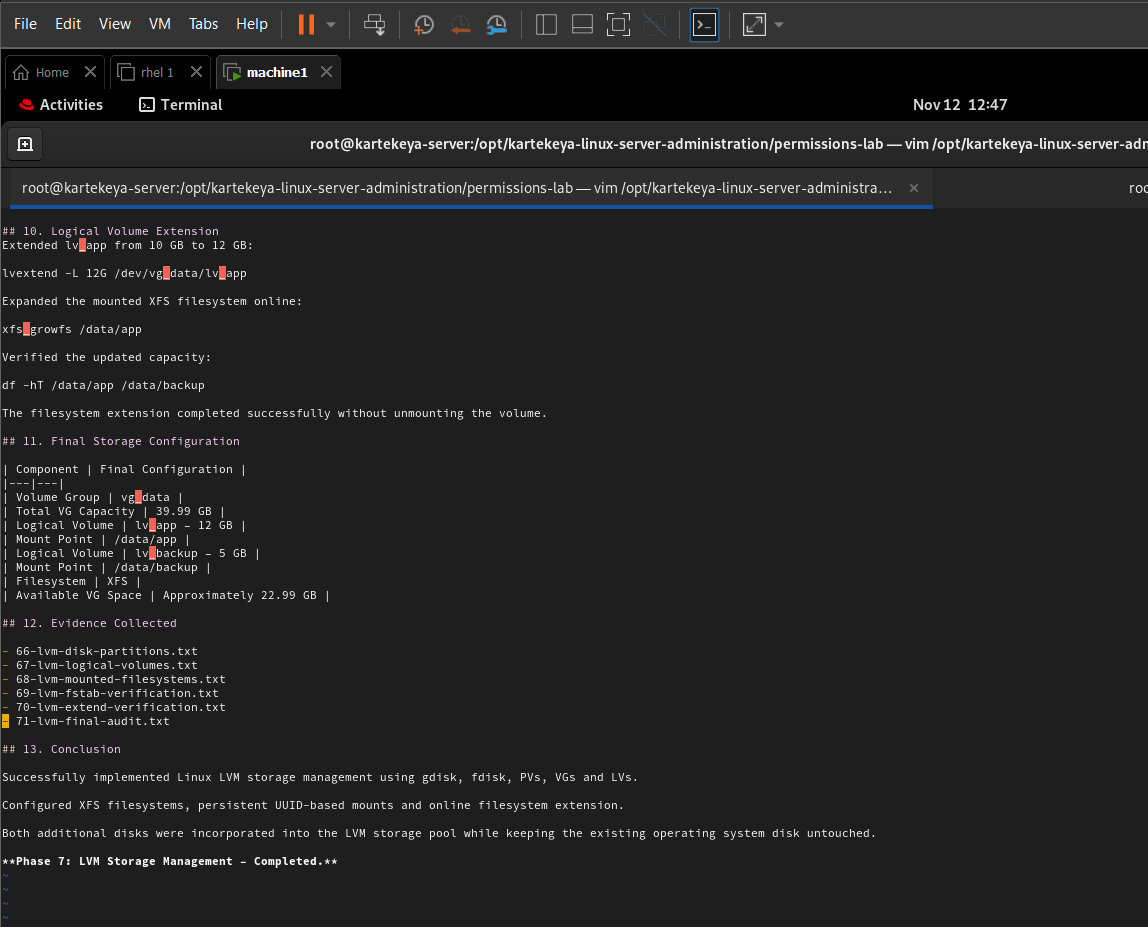 File Edit View VM Tabs Help
Home rhel 1 machine1
Activities Terminal Nov 12 12:47
root@kartekeya-server:/opt/kartekeya-linux-server-administration/permissions-lab — vim /opt/kartekeya-linux-server-adn
root@kartekeya-server:/opt/kartekeya-linux-server-administration/permissions-lab — vim /opt/kartekeya-linux-server-administra... roo
## 10. Logical Volume Extension
Extended lv_app from 10 GB to 12 GB:
lvextend -L 12G /dev/vg_data/lv_app
Expanded the mounted XFS filesystem online:
xfs_growfs /data/app
Verified the updated capacity:
df -hT /data/app /data/backup
The filesystem extension completed successfully without unmounting the volume.
## 11. Final Storage Configuration
| Component | Final Configuration |
|---|---|
| Volume Group | vg_data |
| Total VG Capacity | 39.99 GB |
| Logical Volume | lv_app – 12 GB |
| Mount Point | /data/app |
| Logical Volume | lv_backup – 5 GB |
| Mount Point | /data/backup |
| Filesystem | XFS |
| Available VG Space | Approximately 22.99 GB |
## 12. Evidence Collected
- 66-lvm-disk-partitions.txt
- 67-lvm-logical-volumes.txt
- 68-lvm-mounted-filesystems.txt
- 69-lvm-fstab-verification.txt
- 70-lvm-extend-verification.txt
- 71-lvm-final-audit.txt
## 13. Conclusion
Successfully implemented Linux LVM storage management using gdisk, fdisk, PVs, VGs and LVs.
Configured XFS filesystems, persistent UUID-based mounts and online filesystem extension.
Both additional disks were incorporated into the LVM storage pool while keeping the existing operating system disk untouched.
**Phase 7: LVM Storage Management – Completed.**
~
~
~
~